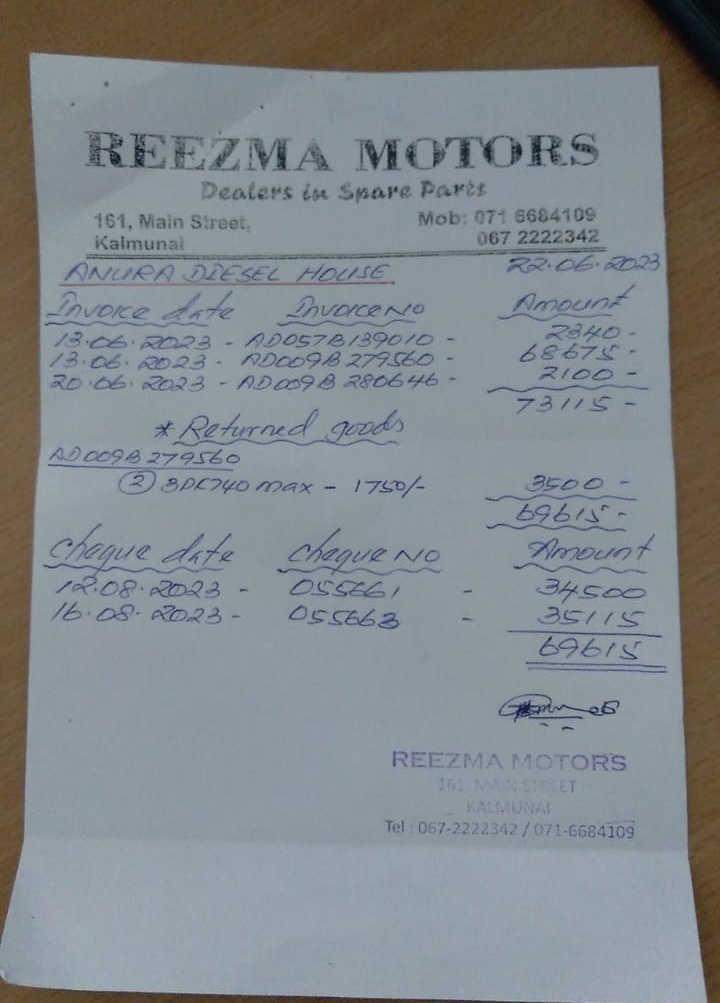 REEZMA MOTORS
Dealers in Spare Parts
161, Main Street, Mob: 071 6684109
Kalmunai 067 2222342
ANURA DIESEL HOUSE 22.06.2023
Invoice date Invoice No Amount
13.06.2023 - AD057B139010 - 2340-
13.06.2023 - AD009B279560 - 68675-
20.06.2023 - AD009B280646 - 2100-
73115-
* Returned goods
AD009B279560
② 3PK740 max - 1750/- 3500-
69615-
Cheque date Cheque No Amount
12.08.2023 - 055661 - 34500
16.08.2023 - 055663 - 35115
69615
REEZMA MOTORS
161, MAIN STREET
KALMUNAI
Tel : 067-2222342 / 071-6684109